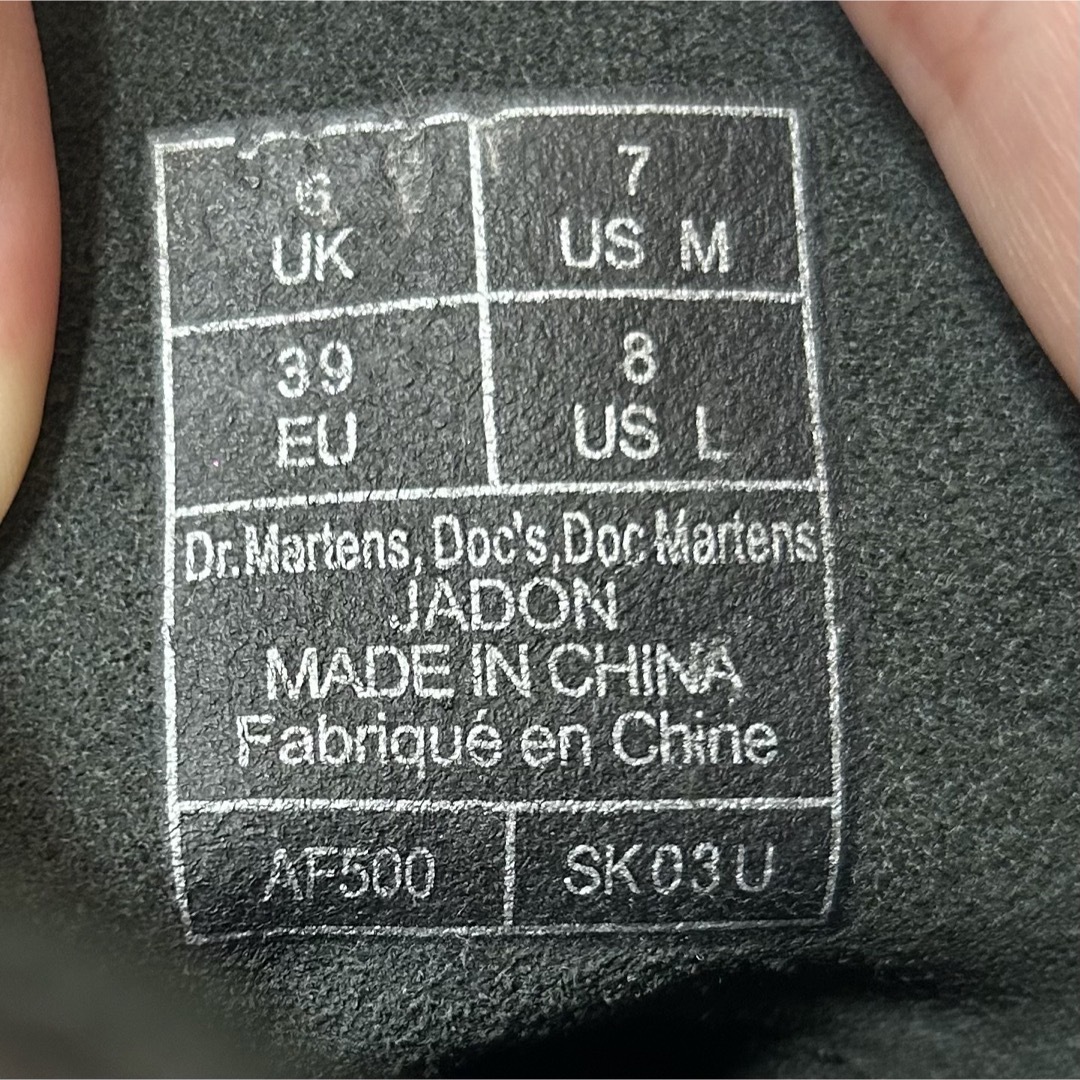 6
UK
7
US M
39
EU
8
US L
Dr.Martens, Doc's, Doc Martens
JADON
MADE IN CHINA
Fabriqué en Chine
AF500
SK03U